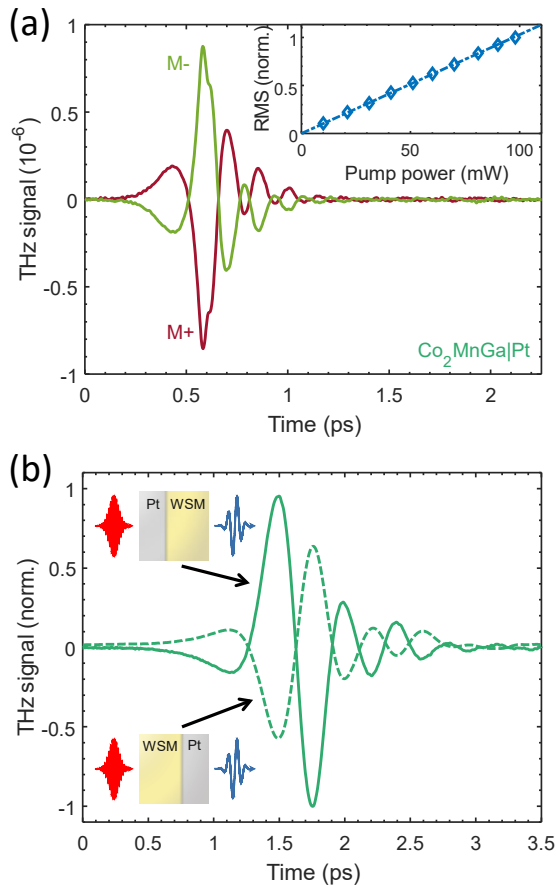 (a)
M-
M+
THz signal (10⁻⁶)
1
0.5
0
-0.5
-1
0
0.5
1
1.5
2
Time (ps)
Co₂MnGa|Pt
RMS (norm.)
1
0.5
0
0
50
100
Pump power (mW)
(b)
THz signal (norm.)
1
0.5
0
-0.5
-1
Pt WSM
WSM Pt
0
0.5
1
1.5
2
2.5
3
3.5
Time (ps)